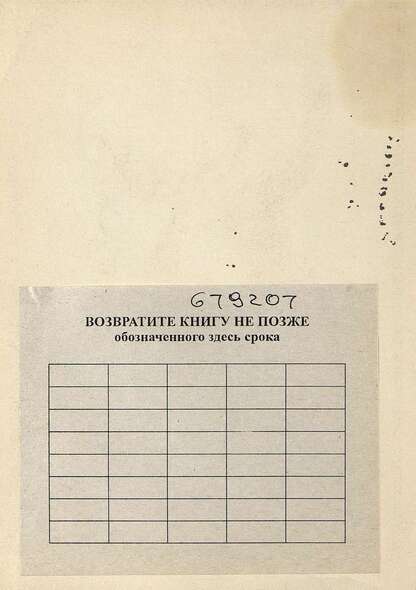 679207
ВОЗВРАТИТЕ КНИГУ НЕ ПОЗЖЕ
обозначенного здесь срока